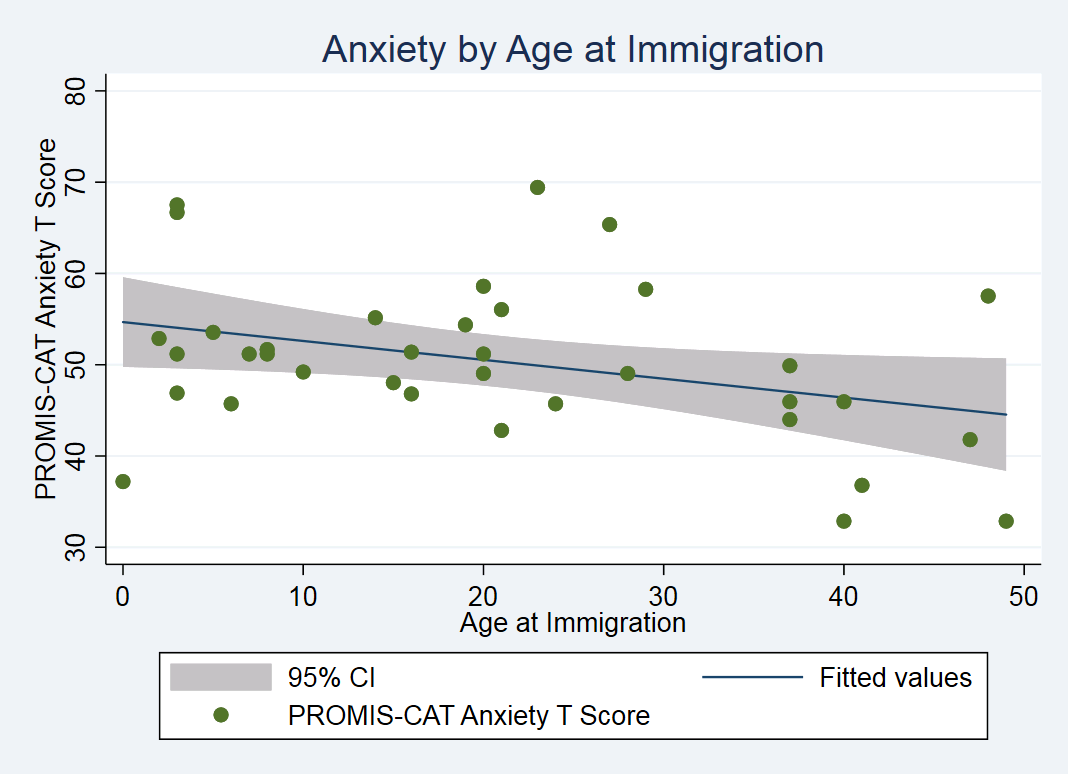 Anxiety by Age at Immigration
PROMIS-CAT Anxiety T Score
80
70
60
50
40
30
0 10 20 30 40 50
Age at Immigration
95% CI
Fitted values
PROMIS-CAT Anxiety T Score